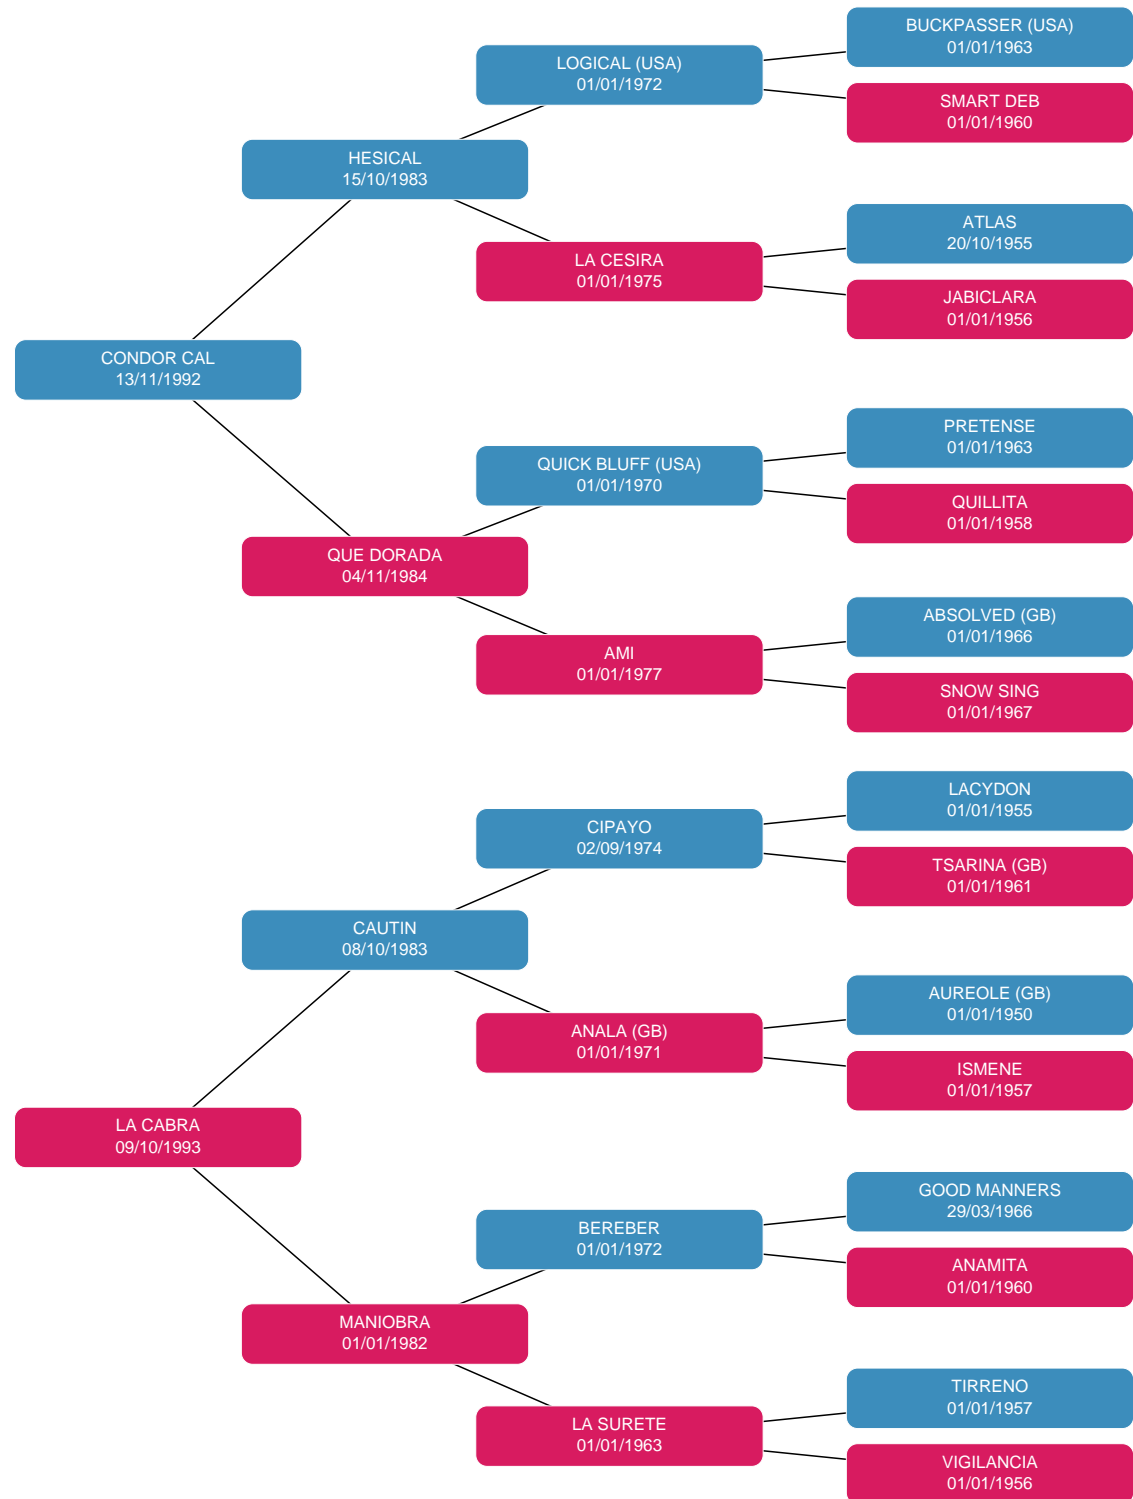 BUCKPASSER (USA)
01/01/1963
LOGICAL (USA)
01/01/1972
SMART DEB
01/01/1960
HESICAL
15/10/1983
ATLAS
20/10/1955
LA CESIRA
01/01/1975
JABICLARA
01/01/1956
CONDOR CAL
13/11/1992
PRETENSE
01/01/1963
QUICK BLUFF (USA)
01/01/1970
QUILLITA
01/01/1958
QUE DORADA
04/11/1984
ABSOLVED (GB)
01/01/1966
AMI
01/01/1977
SNOW SING
01/01/1967
LACYDON
01/01/1955
CIPAYO
02/09/1974
TSARINA (GB)
01/01/1961
CAUTIN
08/10/1983
AUREOLE (GB)
01/01/1950
ANALA (GB)
01/01/1971
ISMENE
01/01/1957
LA CABRA
09/10/1993
GOOD MANNERS
29/03/1966
BEREBER
01/01/1972
ANAMITA
01/01/1960
MANIOBRA
01/01/1982
TIRRENO
01/01/1957
LA SURETE
01/01/1963
VIGILANCIA
01/01/1956